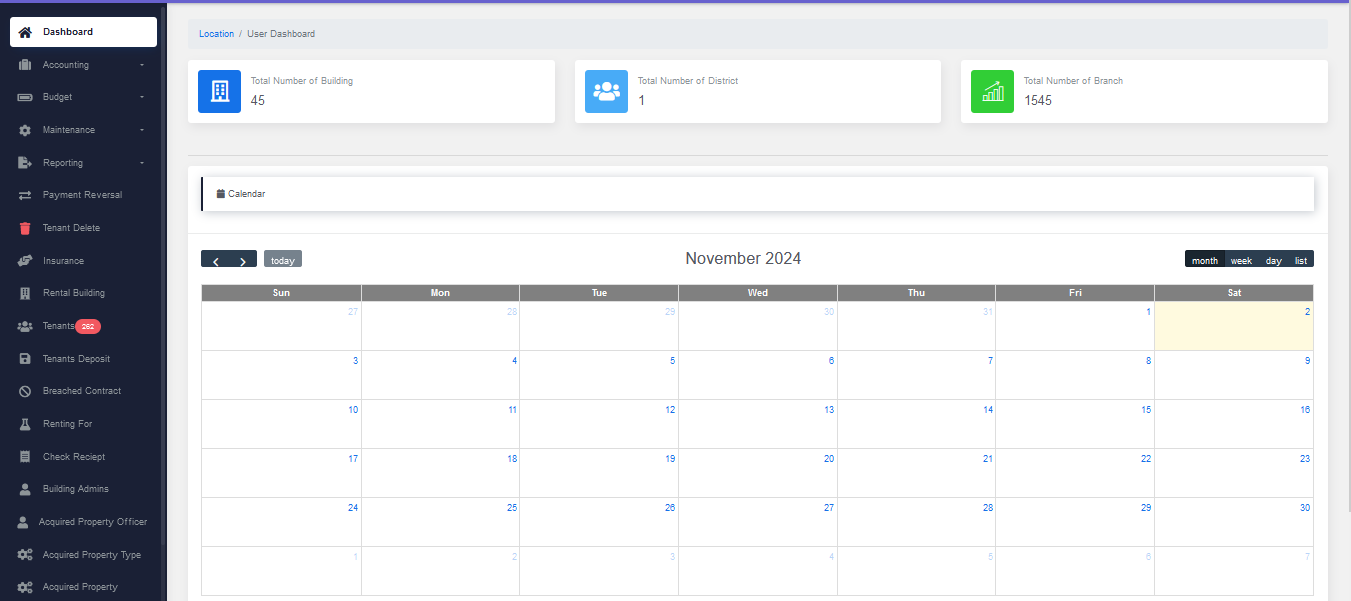 Dashboard
Accounting
Budget
Maintenance
Reporting
Payment Reversal
Tenant Delete
Insurance
Rental Building
Tenants 262
Tenants Deposit
Breached Contract
Renting For
Check Reciept
Building Admins
Acquired Property Officer
Acquired Property Type
Acquired Property
Location / User Dashboard
Total Number of Building
45
Total Number of District
1
Total Number of Branch
1545
Calendar
today
November 2024
month week day list
Sun Mon Tue Wed Thu Fri Sat
27 28 29 30 31 1 2
3 4 5 6 7 8 9
10 11 12 13 14 15 16
17 18 19 20 21 22 23
24 25 26 27 28 29 30
1 2 3 4 5 6 7